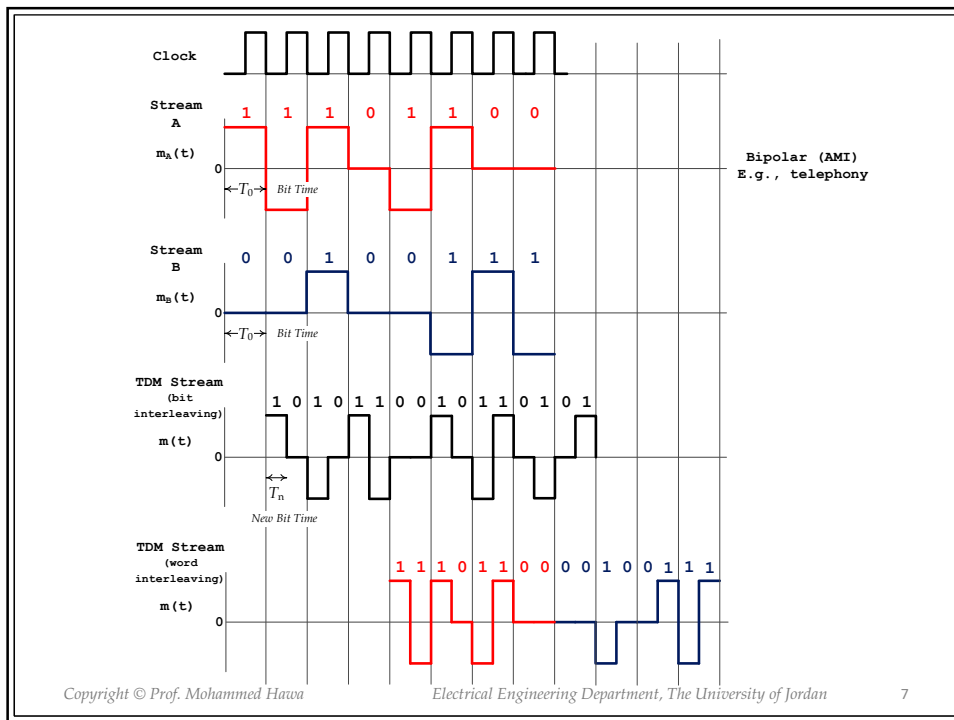 Clock
Stream
A
1 1 1 0 1 1 0 0
mA(t)
0
Bipolar (AMI)
E.g., telephony
T0 Bit Time
Stream
B
0 0 1 0 0 1 1 1
mB(t)
0
T0 Bit Time
TDM Stream
(bit
interleaving)
1 0 1 0 1 1 0 0 1 0 1 1 0 1 0 1
m(t)
0
Tn
New Bit Time
TDM Stream
(word
interleaving)
1 1 1 0 1 1 0 0 0 0 1 0 0 1 1 1
m(t)
0
Copyright © Prof. Mohammed Hawa Electrical Engineering Department, The University of Jordan 7